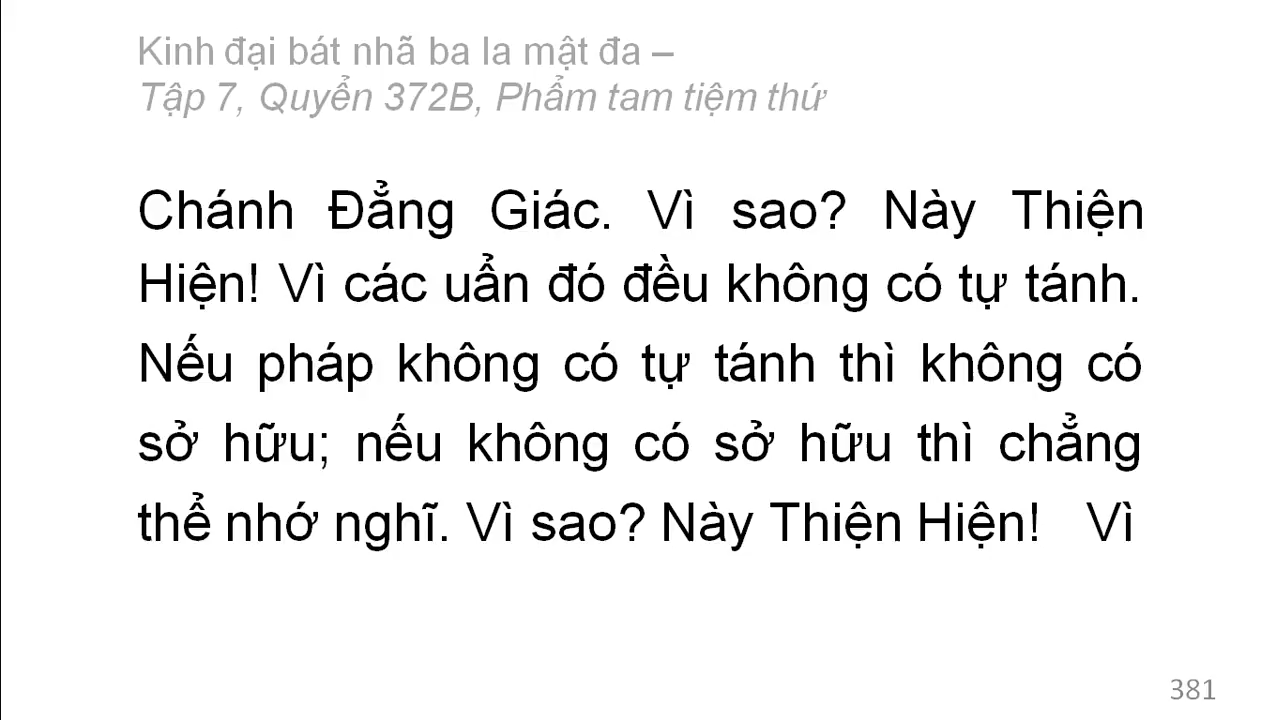 Kinh đại bát nhã ba la mật đa –
Tập 7, Quyển 372B, Phẩm tam tiệm thứ
Chánh Đẳng Giác. Vì sao? Này Thiện
Hiện! Vì các uẩn đó đều không có tự tánh.
Nếu pháp không có tự tánh thì không có
sở hữu; nếu không có sở hữu thì chẳng
thể nhớ nghĩ. Vì sao? Này Thiện Hiện! Vì
381